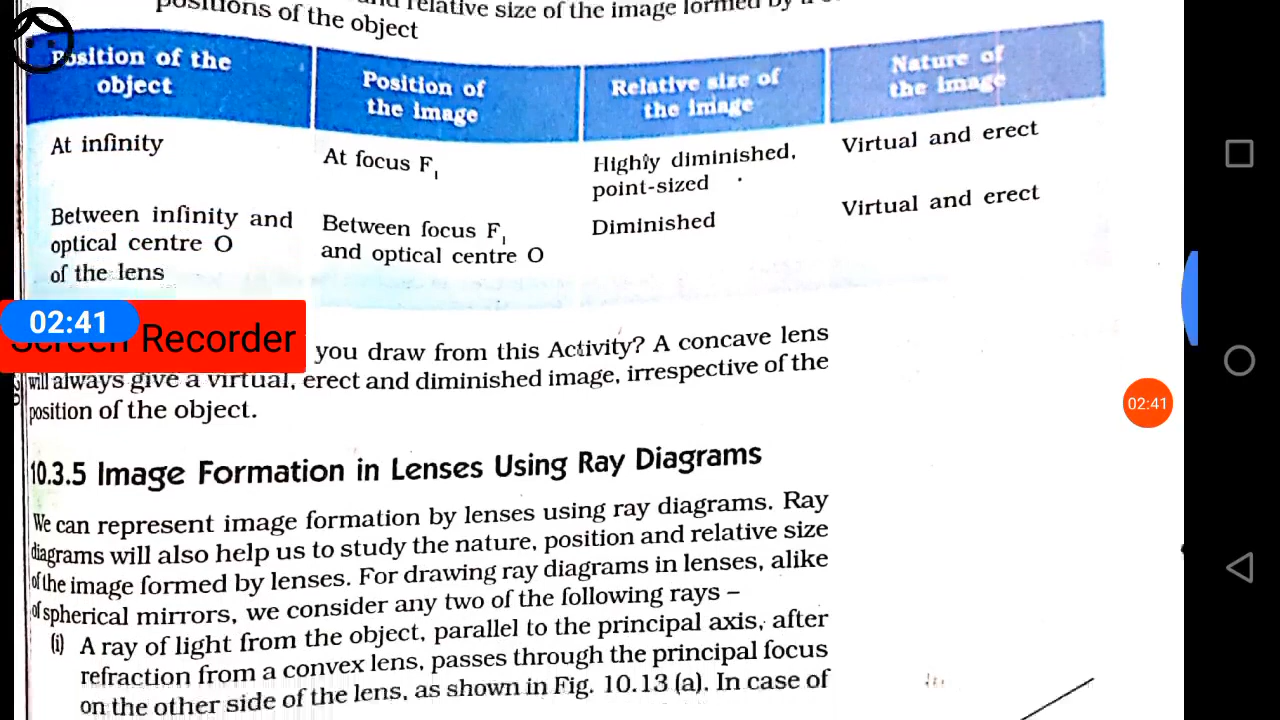 positions of the object
relative size of the image formed by a
Position of the object
Position of the image
Relative size of the image
Nature of the image
At infinity
At focus F₁
Highly diminished, point-sized
Virtual and erect
Between infinity and optical centre O of the lens
Between focus F₁ and optical centre O
Diminished
Virtual and erect
02:41
Screen Recorder
you draw from this Activity? A concave lens
will always give a virtual, erect and diminished image, irrespective of the
position of the object.
02:41
10.3.5 Image Formation in Lenses Using Ray Diagrams
We can represent image formation by lenses using ray diagrams. Ray
diagrams will also help us to study the nature, position and relative size
of the image formed by lenses. For drawing ray diagrams in lenses, alike
of spherical mirrors, we consider any two of the following rays –
(i) A ray of light from the object, parallel to the principal axis, after
refraction from a convex lens, passes through the principal focus
on the other side of the lens, as shown in Fig. 10.13 (a). In case of